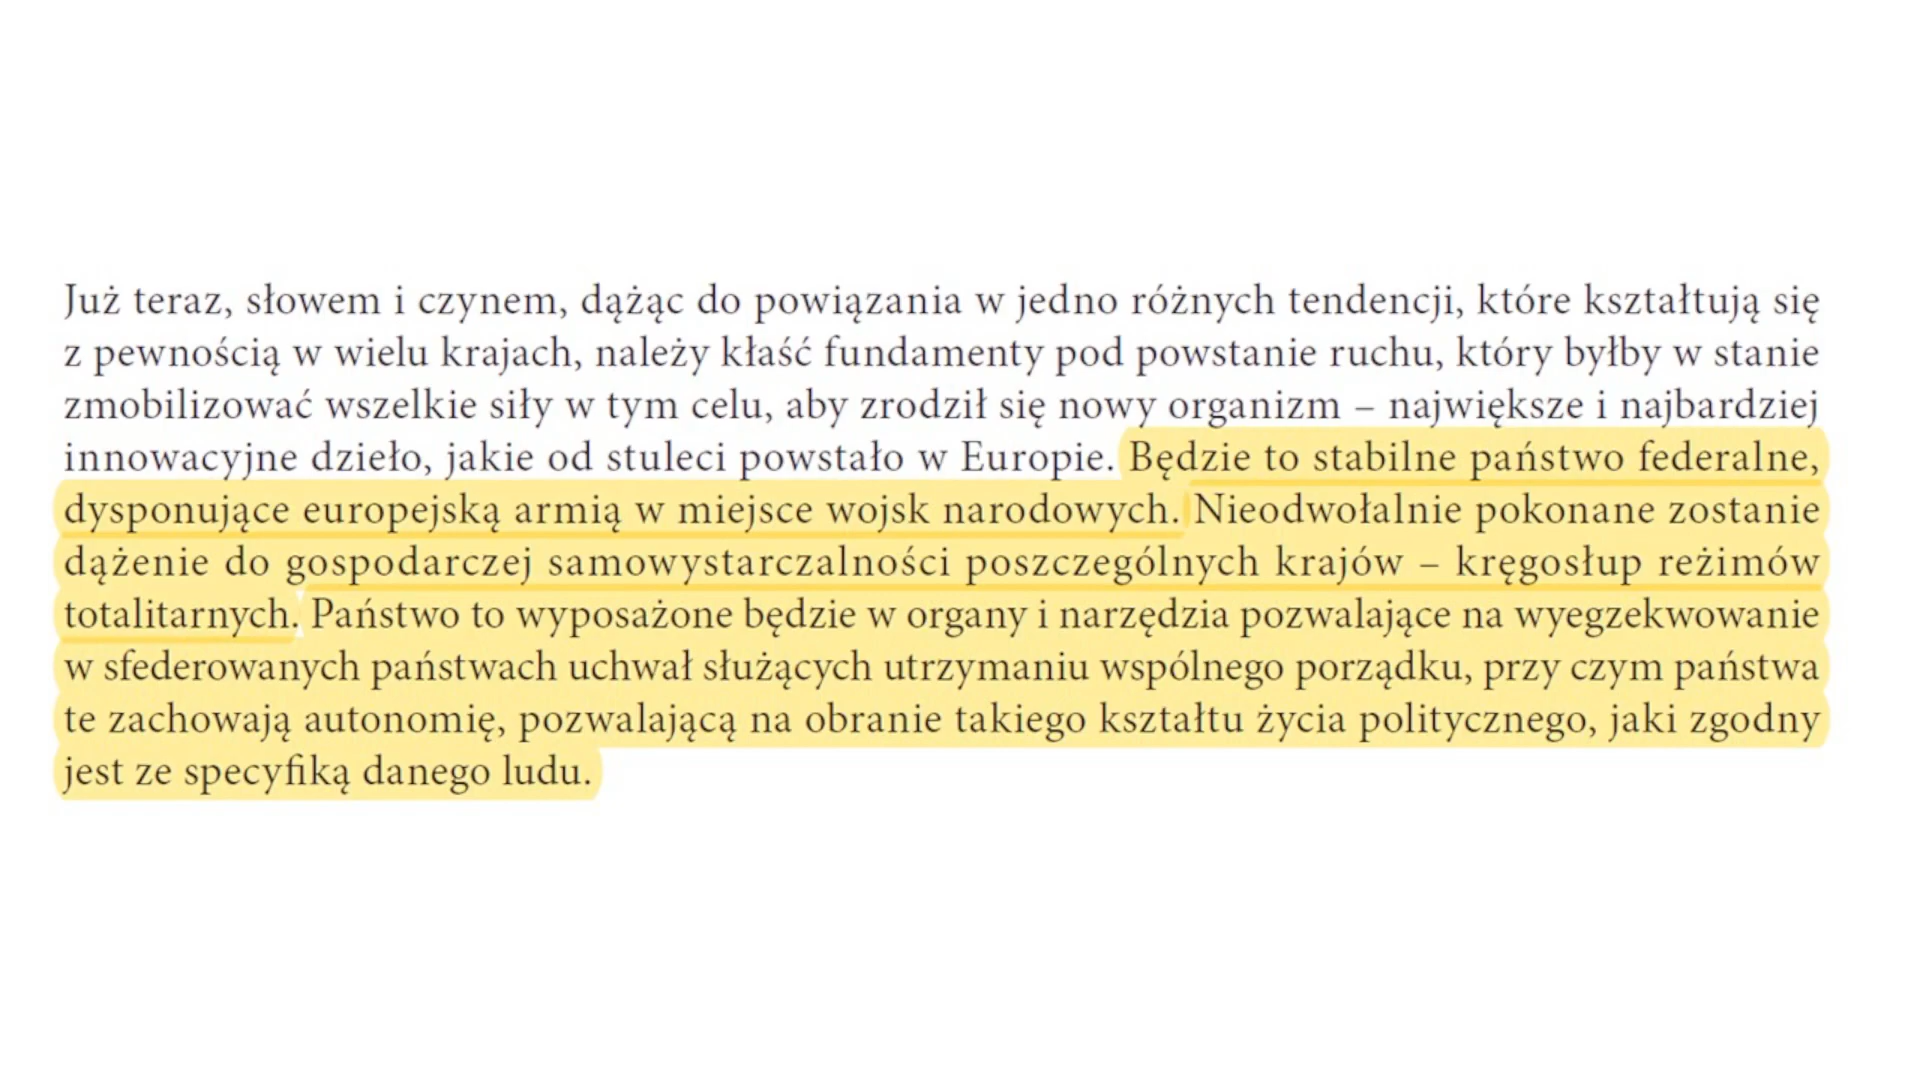 Już teraz, słowem i czynem, dążąc do powiązania w jedno różnych tendencji, które kształtują się
z pewnością w wielu krajach, należy kłaść fundamenty pod powstanie ruchu, który byłby w stanie
zmobilizować wszelkie siły w tym celu, aby zrodził się nowy organizm – największe i najbardziej
innowacyjne dzieło, jakie od stuleci powstało w Europie. Będzie to stabilne państwo federalne,
dysponujące europejską armią w miejsce wojsk narodowych. Nieodwołalnie pokonane zostanie
dążenie do gospodarczej samowystarczalności poszczególnych krajów – kręgosłup reżimów
totalitarnych. Państwo to wyposażone będzie w organy i narzędzia pozwalające na wyegzekwowanie
w sfederowanych państwach uchwał służących utrzymaniu wspólnego porządku, przy czym państwa
te zachowają autonomię, pozwalającą na obranie takiego kształtu życia politycznego, jaki zgodny
jest ze specyfiką danego ludu.